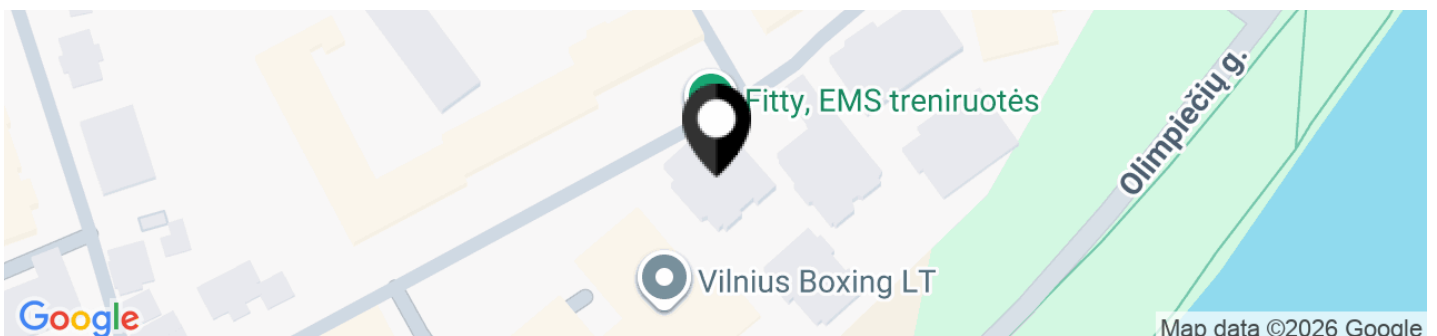 Fitty, EMS treniruotės
Olimpiečių g.
Vilnius Boxing LT
Google
Map data ©2026 Google